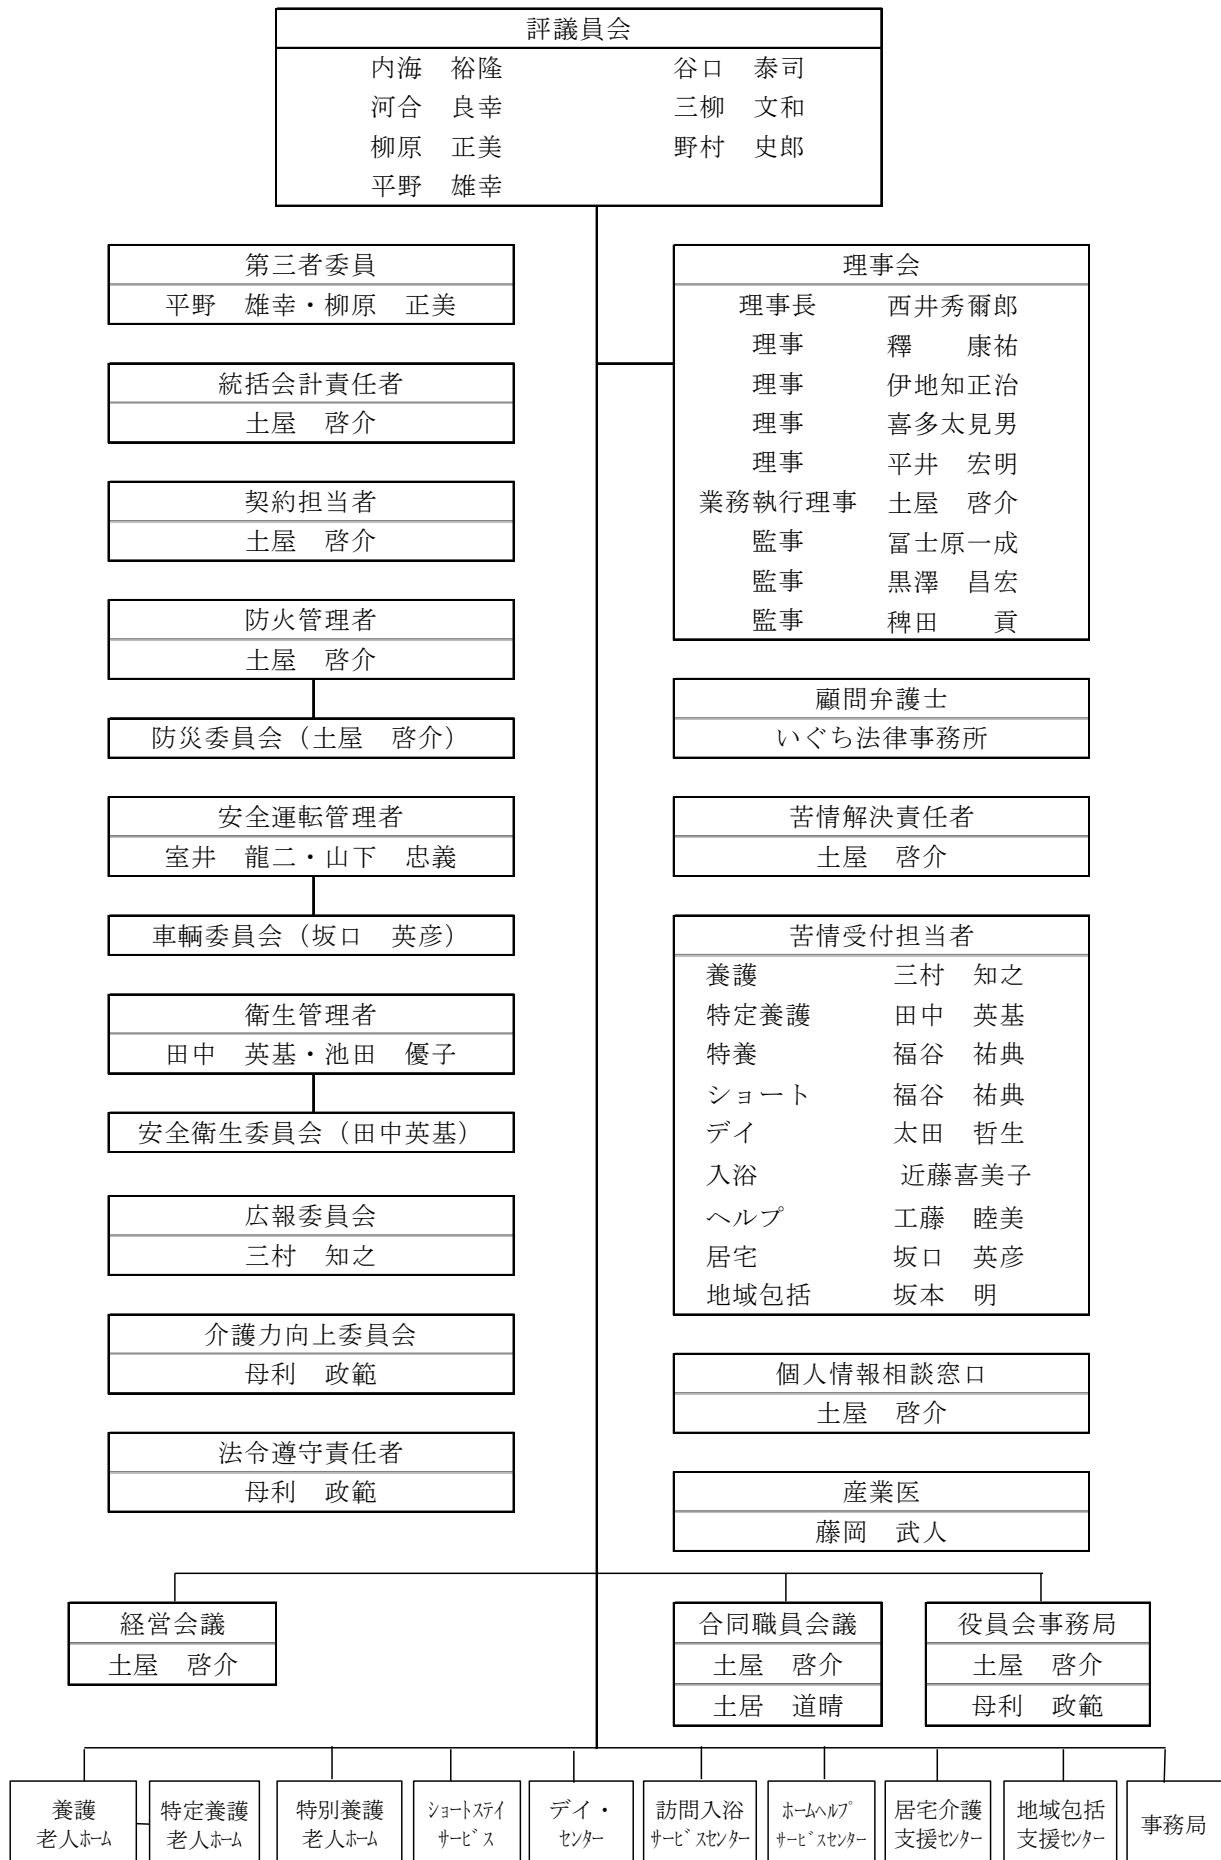 評議員会
内海　裕隆　谷口　泰司
河合　良幸　三柳　文和
柳原　正美　野村　史郎
平野　雄幸
第三者委員
平野　雄幸・柳原　正美
統括会計責任者
土屋　啓介
契約担当者
土屋　啓介
防火管理者
土屋　啓介
防災委員会（土屋　啓介）
安全運転管理者
室井　龍二・山下　忠義
車輌委員会（坂口　英彦）
衛生管理者
田中　英基・池田　優子
安全衛生委員会（田中英基）
広報委員会
三村　知之
介護力向上委員会
母利　政範
法令遵守責任者
母利　政範
理事会
理事長　西井秀爾郎
理事　釋　　康祐
理事　伊地知正治
理事　喜多太見男
理事　平井　宏明
業務執行理事　土屋　啓介
監事　冨士原一成
監事　黒澤　昌宏
監事　稗田　　貢
顧問弁護士
いぐち法律事務所
苦情解決責任者
土屋　啓介
苦情受付担当者
養護　三村　知之
特定養護　田中　英基
特養　福谷　祐典
ショート　福谷　祐典
デイ　太田　哲生
入浴　近藤喜美子
ヘルプ　工藤　睦美
居宅　坂口　英彦
地域包括　坂本　明
個人情報相談窓口
土屋　啓介
産業医
藤岡　武人
経営会議
土屋　啓介
合同職員会議
土屋　啓介
土居　道晴
役員会事務局
土屋　啓介
母利　政範
養護
老人ホーム
特定養護
老人ホーム
特別養護
老人ホーム
ショートステイ
サービス
デイ・
センター
訪問入浴
サービスセンター
ホームヘルプ
サービスセンター
居宅介護
支援センター
地域包括
支援センター
事務局